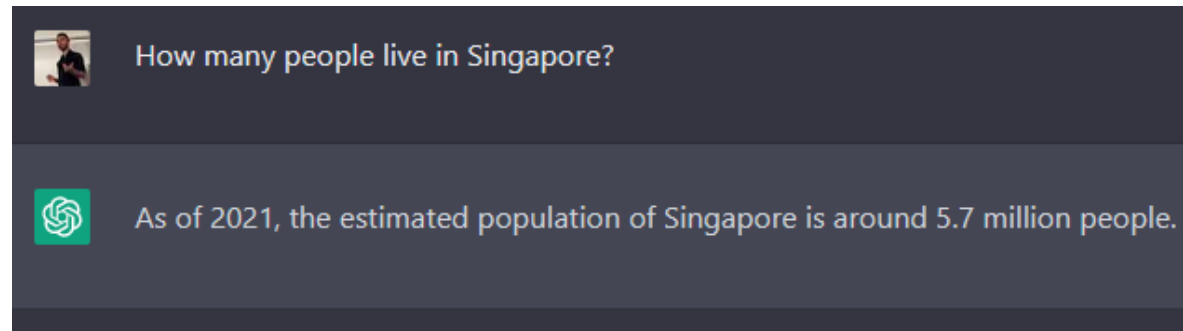 How many people live in Singapore?
As of 2021, the estimated population of Singapore is around 5.7 million people.